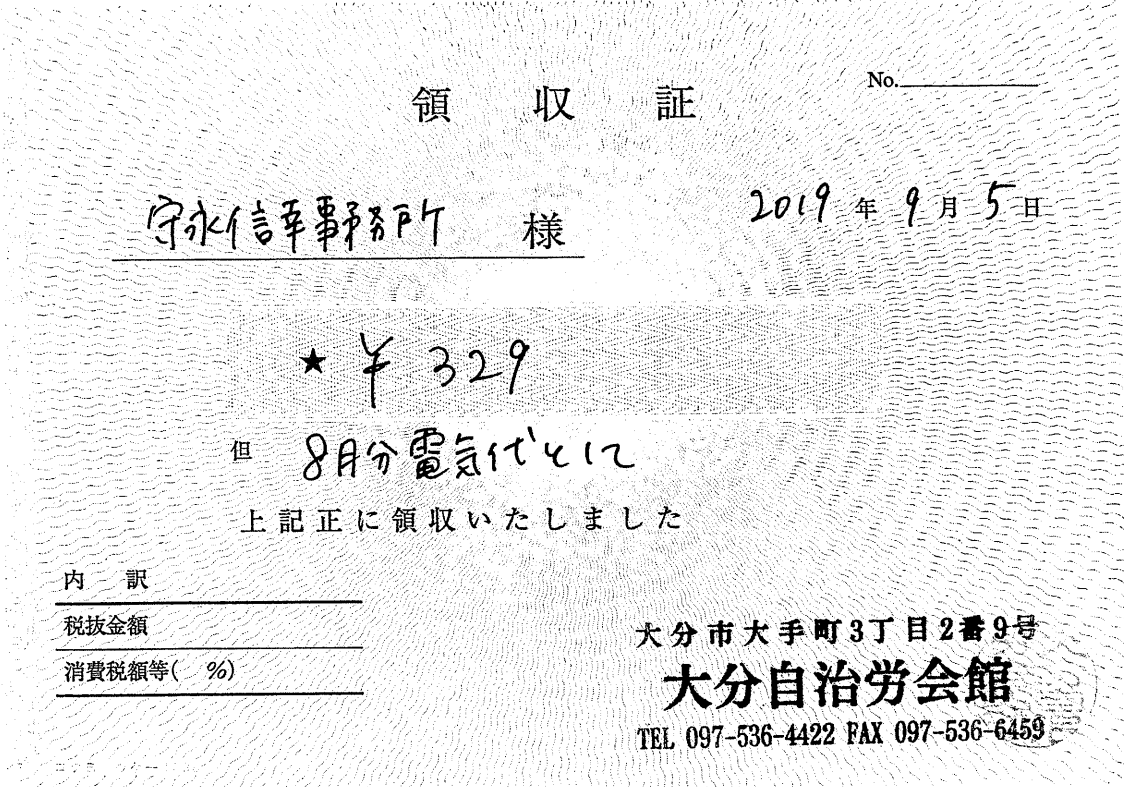 No.
領収証
守永信幸事務所 様
2019年9月5日
★ ¥329
但 8月分電気代として
上記正に領収いたしました
内訳
税抜金額
消費税額等( %)
大分市大手町3丁目2番9号
大分自治労会館
TEL 097-536-4422 FAX 097-536-6459